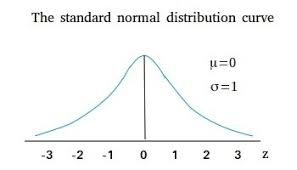 The standard normal distribution curve
μ=0
σ=1
-3 -2 -1 0 1 2 3 z